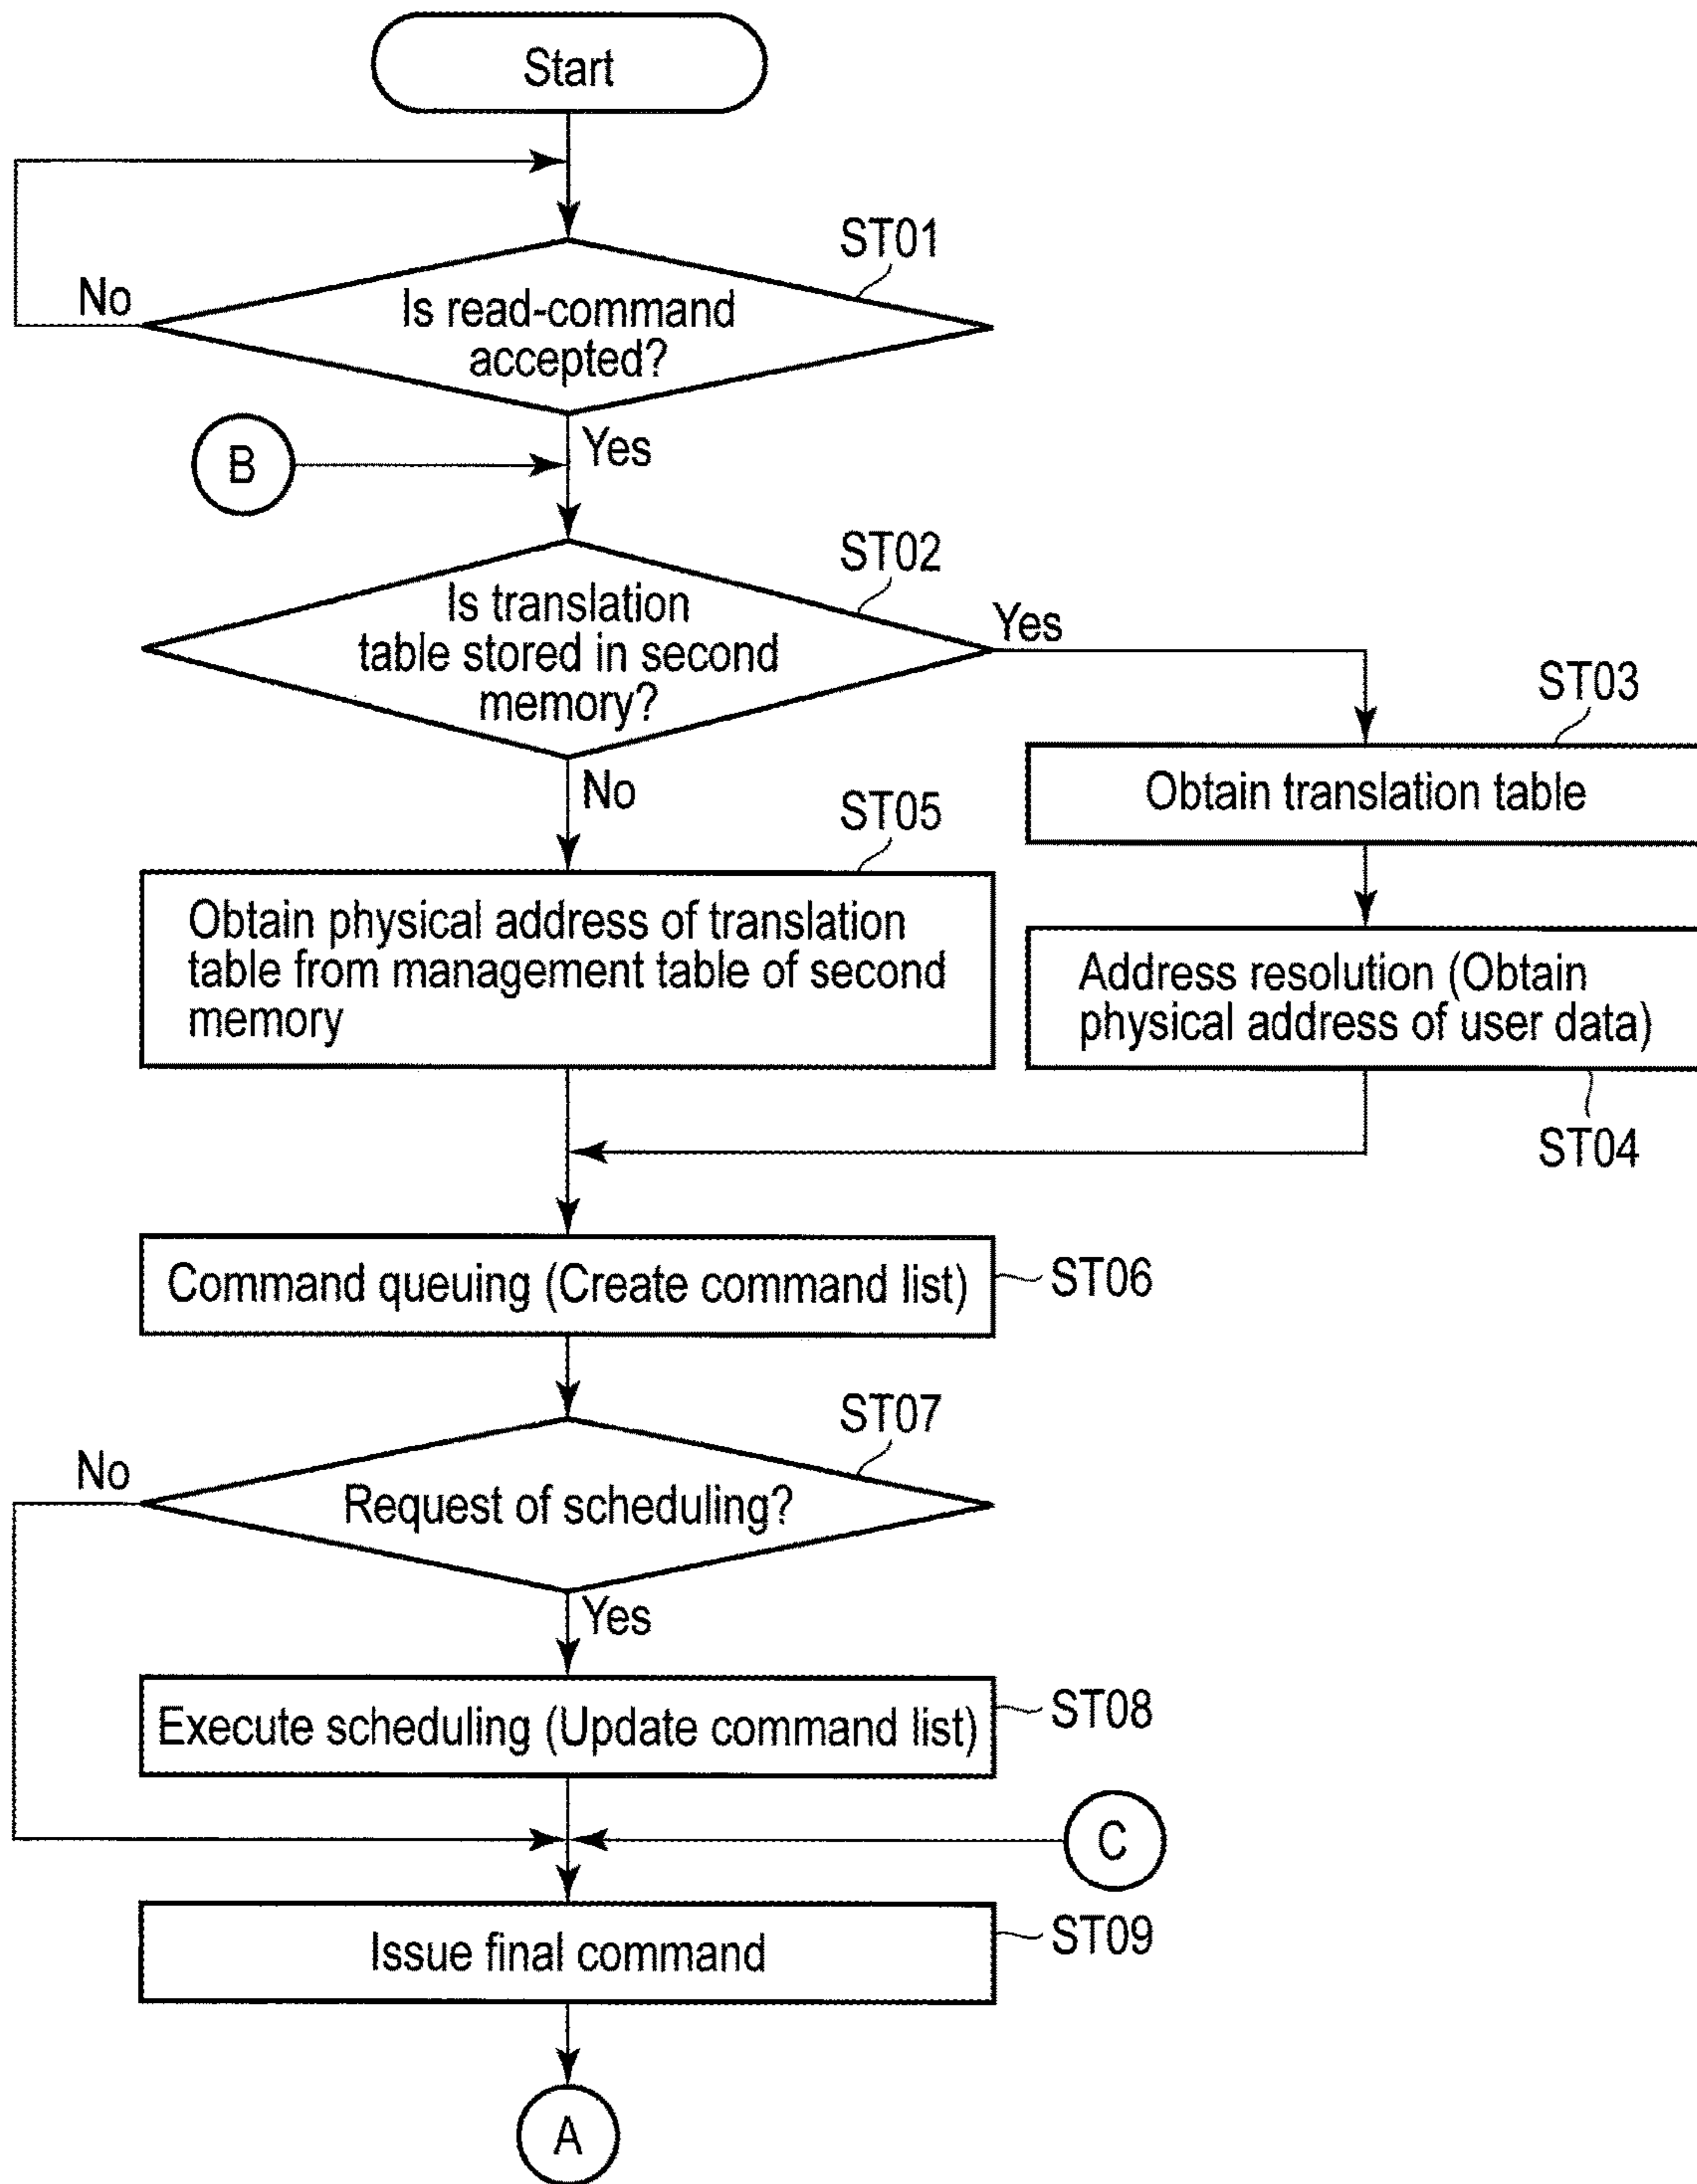 Start
ST01
No
Is read-command
accepted?
Yes
B
ST02
Is translation
table stored in second
memory?
Yes
ST03
Obtain translation table
No
ST05
Obtain physical address of translation
table from management table of second
memory
Address resolution (Obtain
physical address of user data)
ST04
Command queuing (Create command list)
ST06
ST07
No
Request of scheduling?
Yes
Execute scheduling (Update command list)
ST08
C
Issue final command
ST09
A